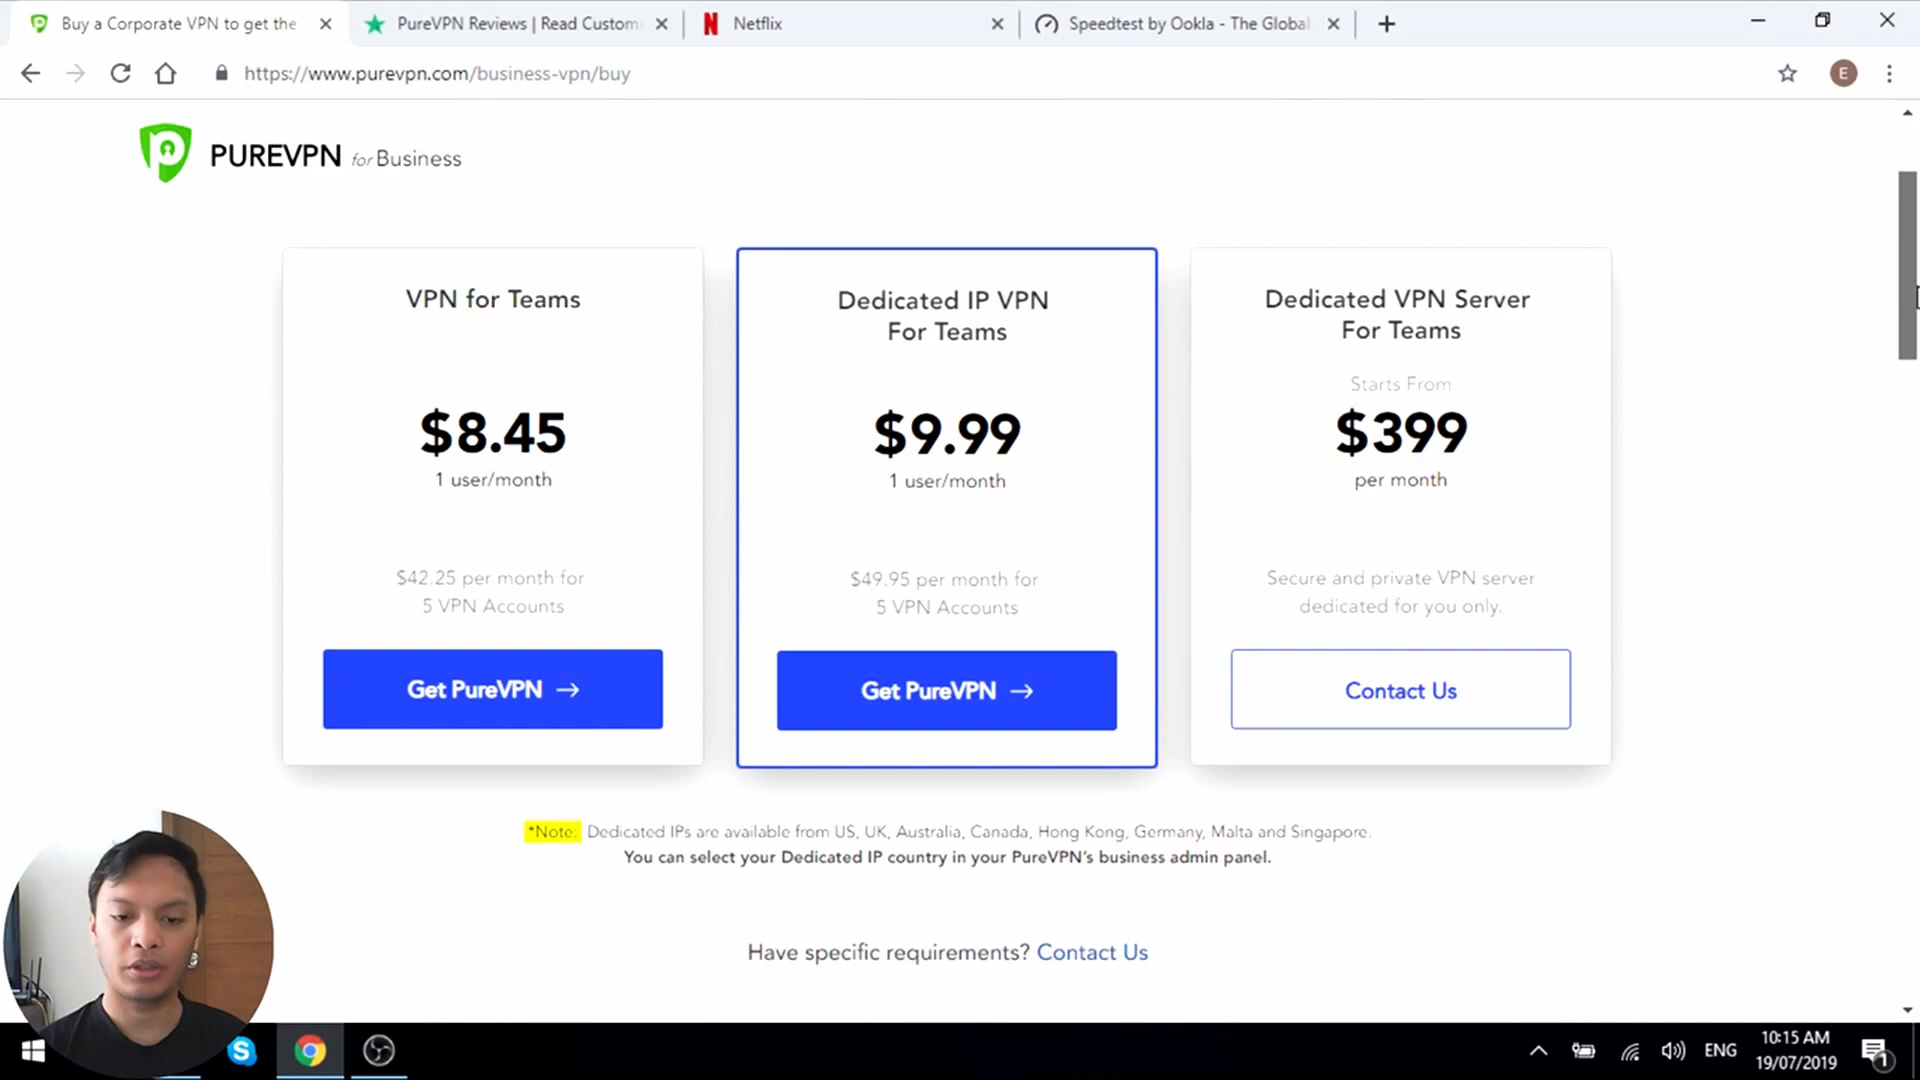 Buy a Corporate VPN to get the
PureVPN Reviews | Read Custom
Netflix
Speedtest by Ookla - The Global
https://www.purevpn.com/business-vpn/buy
E
PUREVPN for Business
VPN for Teams
$8.45
1 user/month
$42.25 per month for
5 VPN Accounts
Get PureVPN →
Dedicated IP VPN
For Teams
$9.99
1 user/month
$49.95 per month for
5 VPN Accounts
Get PureVPN →
Dedicated VPN Server
For Teams
Starts From
$399
per month
Secure and private VPN server
dedicated for you only.
Contact Us
*Note: Dedicated IPs are available from US, UK, Australia, Canada, Hong Kong, Germany, Malta and Singapore.
You can select your Dedicated IP country in your PureVPN's business admin panel.
Have specific requirements? Contact Us
ENG
10:15 AM
19/07/2019
1